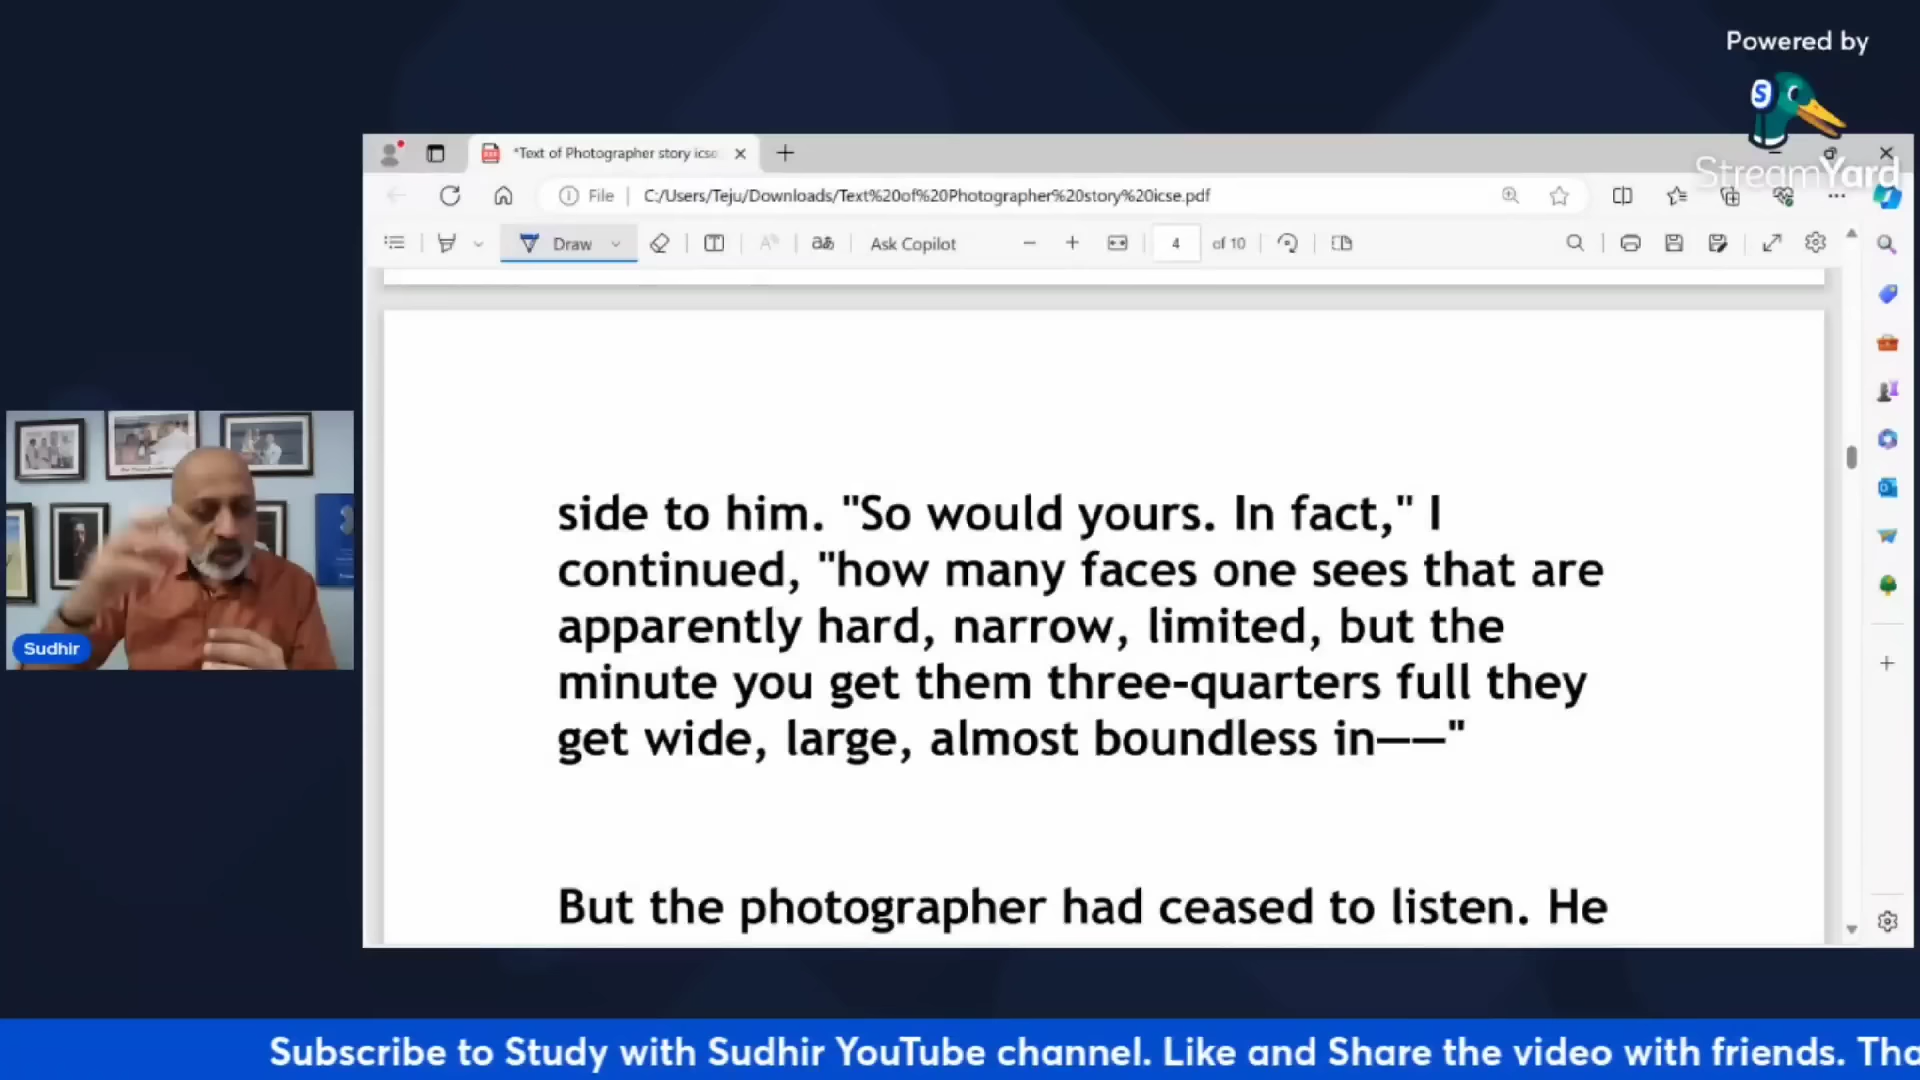 Powered by
StreamYard
*Text of Photographer story icse
File
C:/Users/Teju/Downloads/Text%20of%20Photographer%20story%20icse.pdf
Draw
Ask Copilot
4
of 10
side to him. "So would yours. In fact," I
continued, "how many faces one sees that are
apparently hard, narrow, limited, but the
minute you get them three-quarters full they
get wide, large, almost boundless in——"
But the photographer had ceased to listen. He
Sudhir
Subscribe to Study with Sudhir YouTube channel. Like and Share the video with friends. Tha